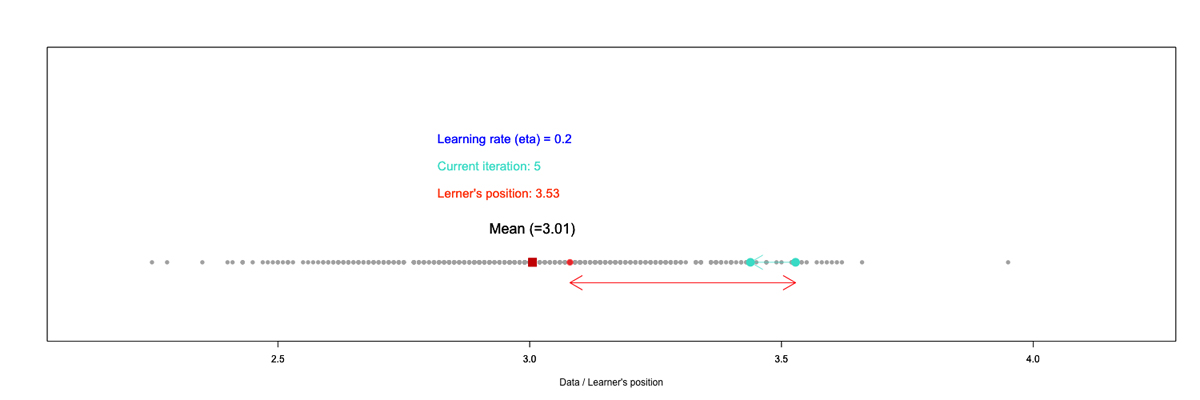 Learning rate (eta) = 0.2
Current iteration: 5
Lerner's position: 3.53
Mean (=3.01)
2.5 3.0 3.5 4.0
Data / Learner's position